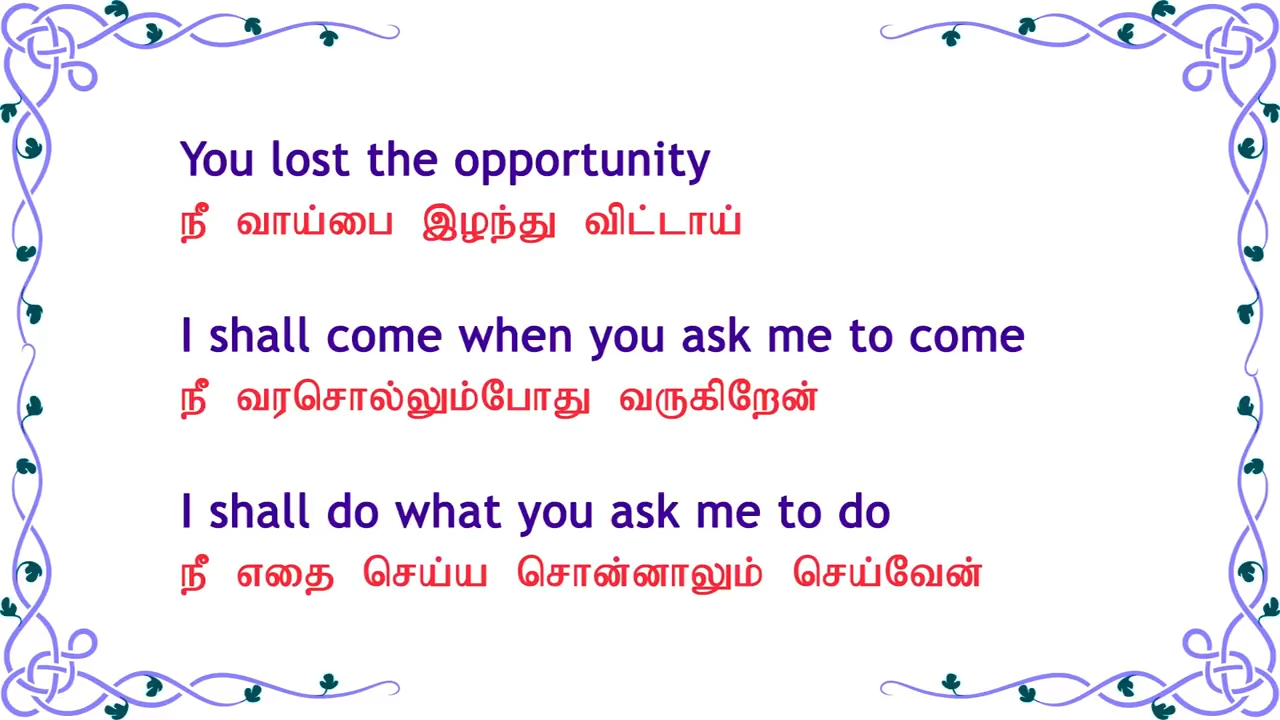 You lost the opportunity
நீ வாய்பை இழந்து விட்டாய்
I shall come when you ask me to come
நீ வரசொல்லும்போது வருகிறேன்
I shall do what you ask me to do
நீ எதை செய்ய சொன்னாலும் செய்வேன்